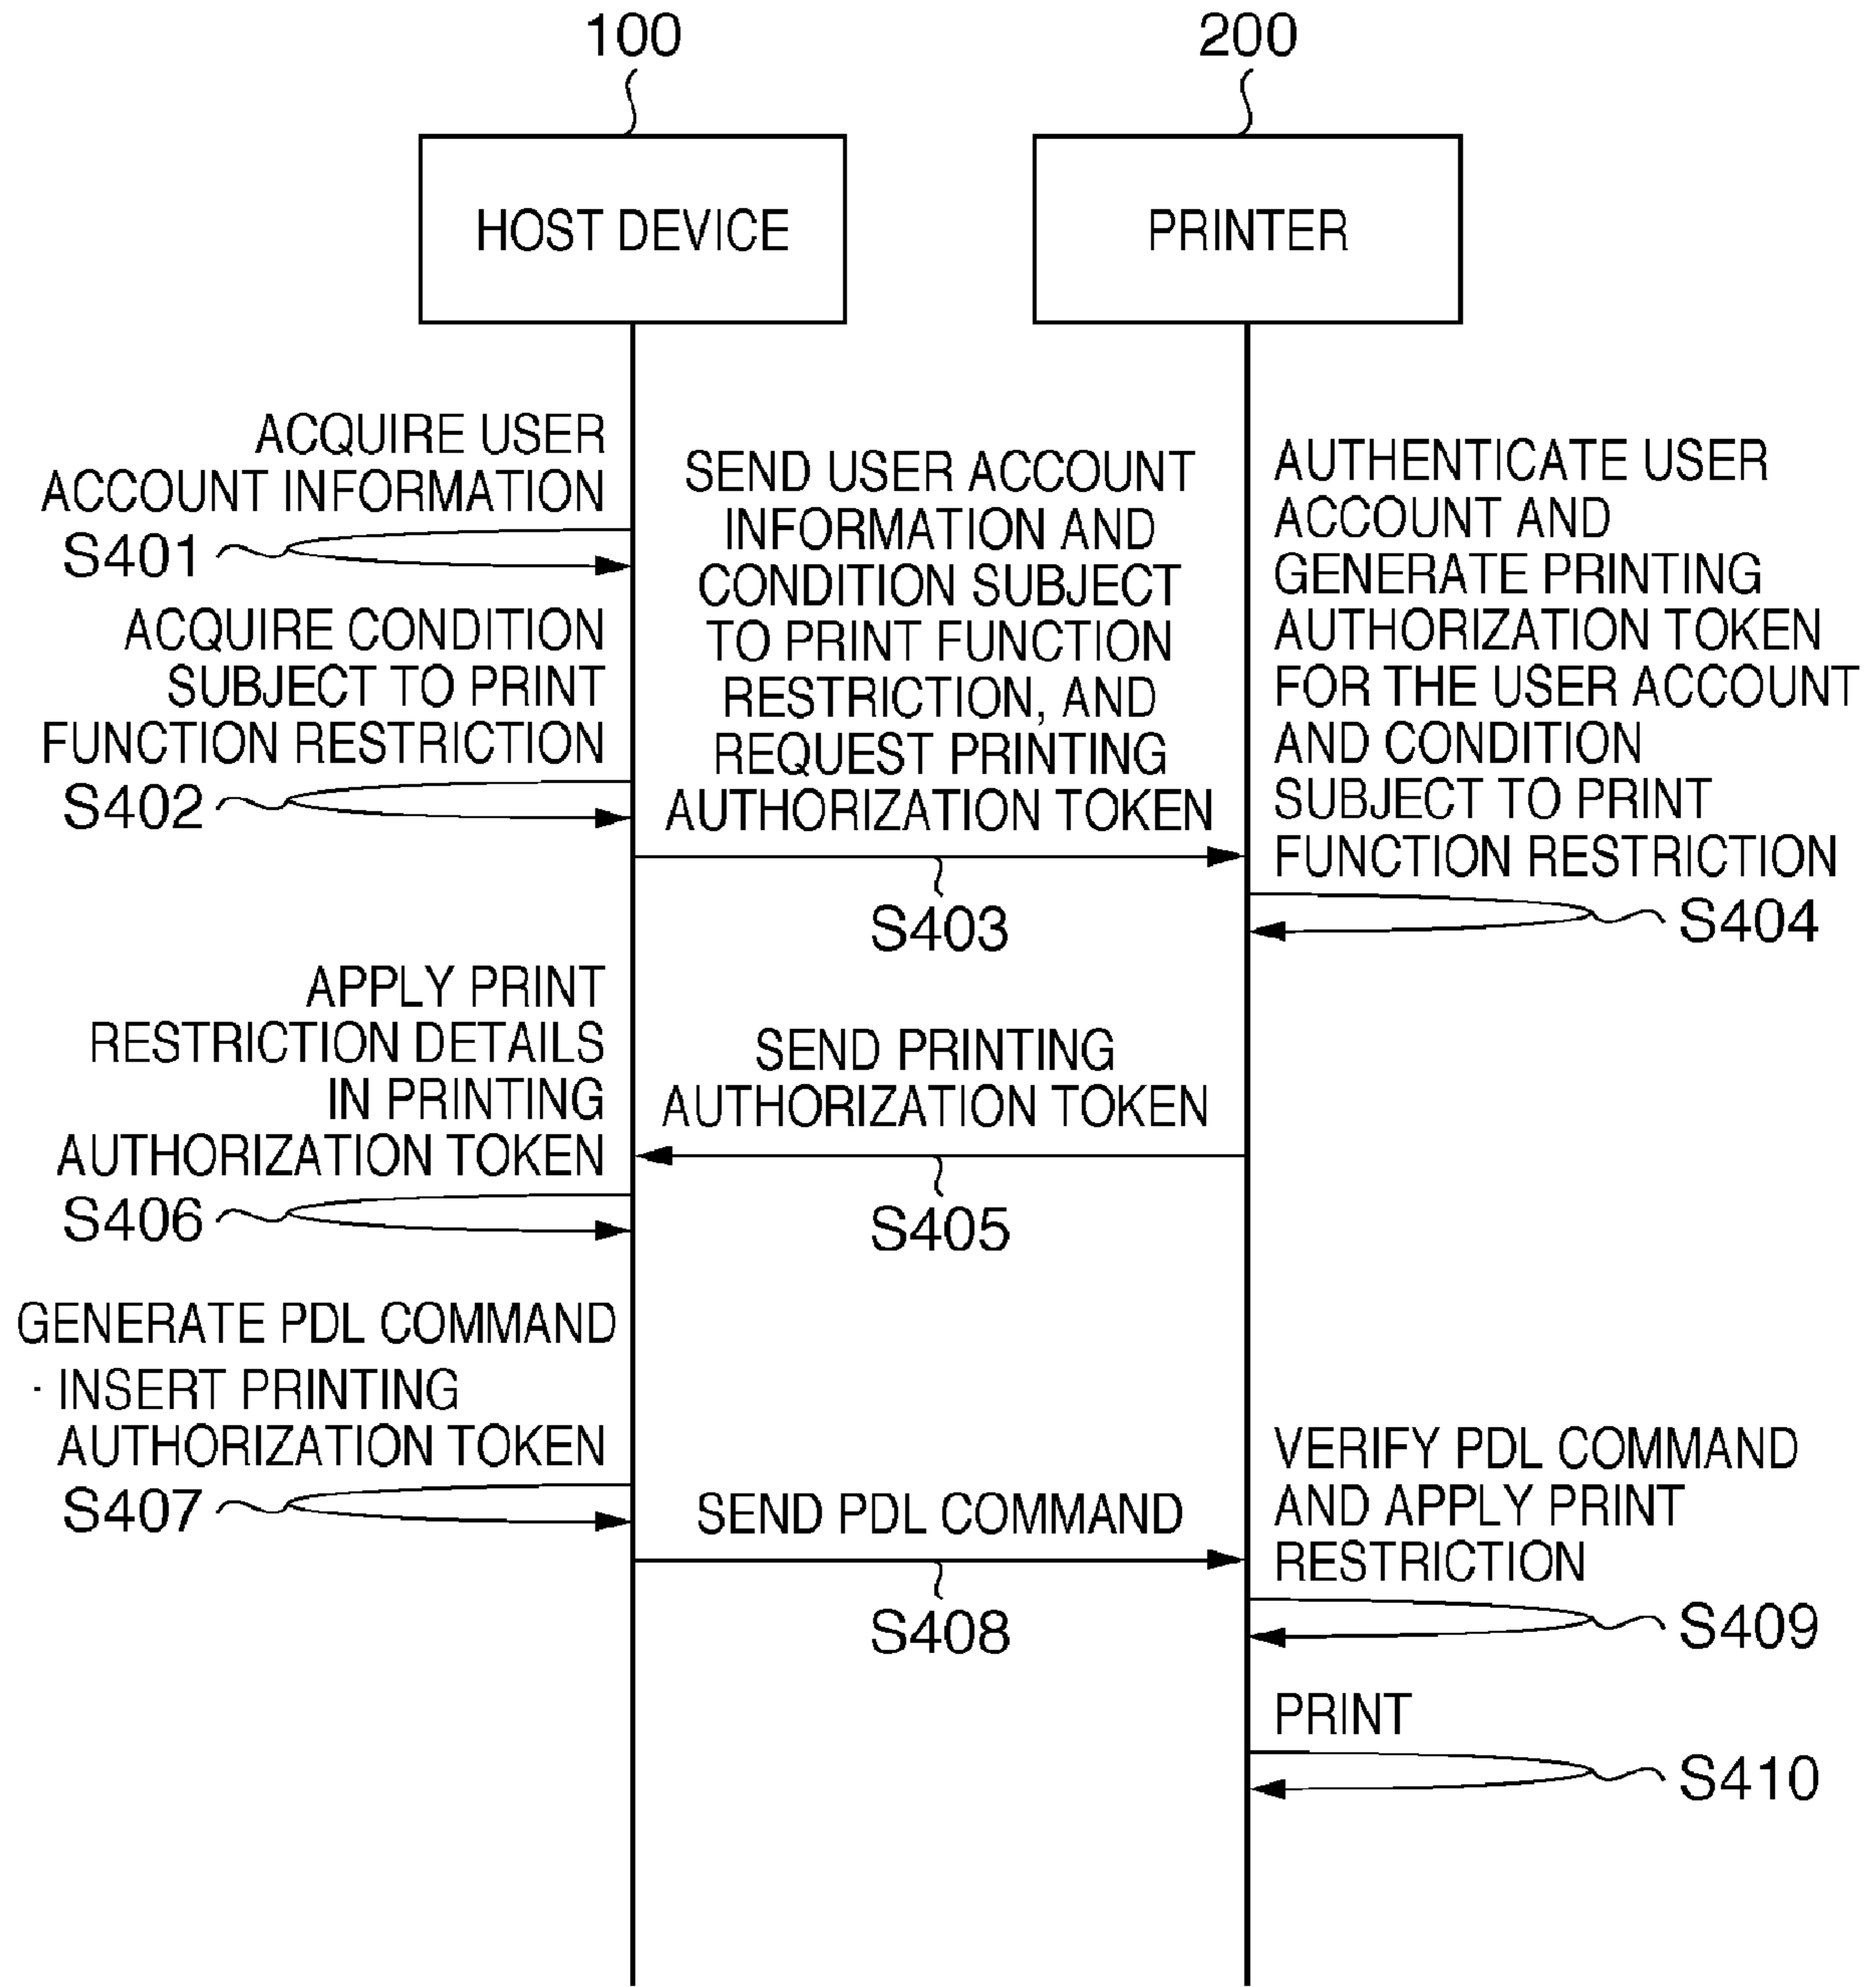 100
200
HOST DEVICE
PRINTER
ACQUIRE USER
ACCOUNT INFORMATION
S401
ACQUIRE CONDITION
SUBJECT TO PRINT
FUNCTION RESTRICTION
S402
SEND USER ACCOUNT
INFORMATION AND
CONDITION SUBJECT
TO PRINT FUNCTION
RESTRICTION, AND
REQUEST PRINTING
AUTHORIZATION TOKEN
S403
AUTHENTICATE USER
ACCOUNT AND
GENERATE PRINTING
AUTHORIZATION TOKEN
FOR THE USER ACCOUNT
AND CONDITION
SUBJECT TO PRINT
FUNCTION RESTRICTION
S404
SEND PRINTING
AUTHORIZATION TOKEN
S405
APPLY PRINT
RESTRICTION DETAILS
IN PRINTING
AUTHORIZATION TOKEN
S406
GENERATE PDL COMMAND
· INSERT PRINTING
AUTHORIZATION TOKEN
S407
SEND PDL COMMAND
S408
VERIFY PDL COMMAND
AND APPLY PRINT
RESTRICTION
S409
PRINT
S410